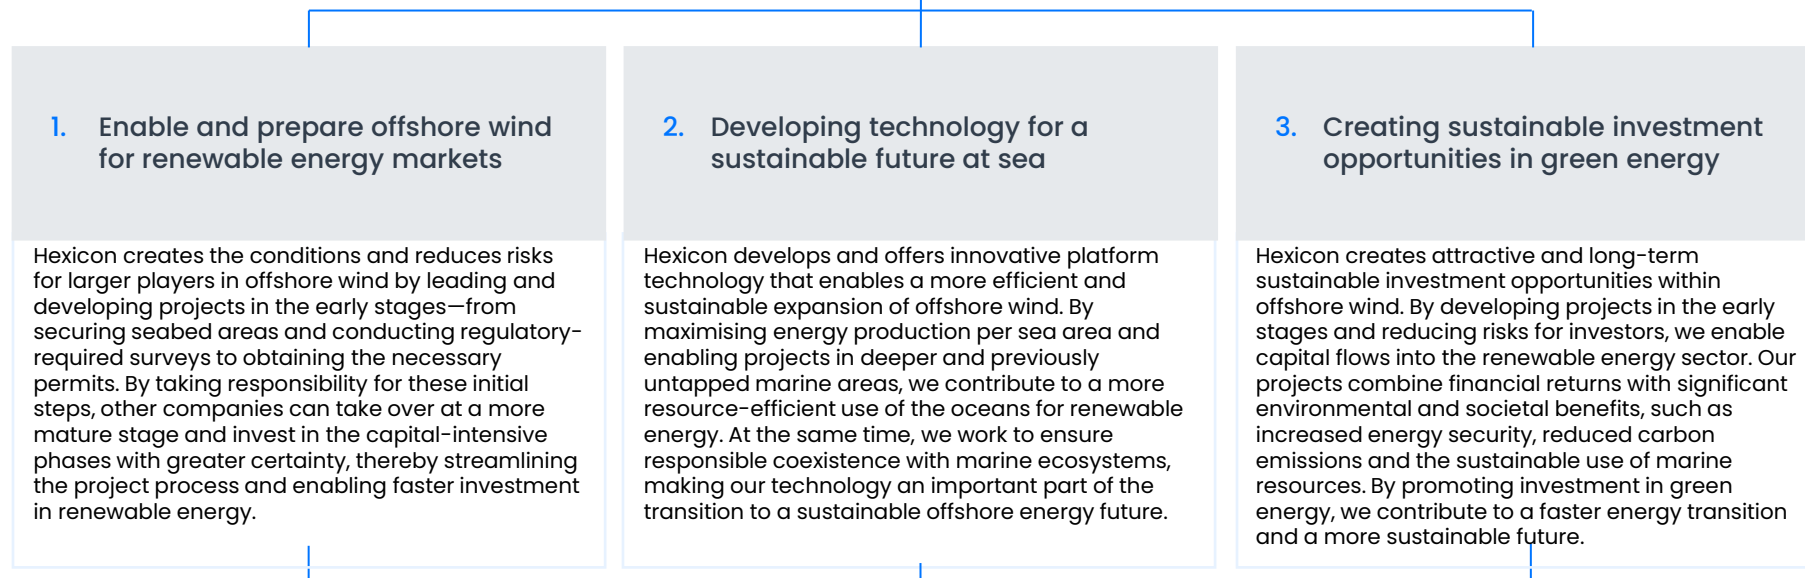 1. Enable and prepare offshore wind
for renewable energy markets
Hexicon creates the conditions and reduces risks
for larger players in offshore wind by leading and
developing projects in the early stages—from
securing seabed areas and conducting regulatory-
required surveys to obtaining the necessary
permits. By taking responsibility for these initial
steps, other companies can take over at a more
mature stage and invest in the capital-intensive
phases with greater certainty, thereby streamlining
the project process and enabling faster investment
in renewable energy.
2. Developing technology for a
sustainable future at sea
Hexicon develops and offers innovative platform
technology that enables a more efficient and
sustainable expansion of offshore wind. By
maximising energy production per sea area and
enabling projects in deeper and previously
untapped marine areas, we contribute to a more
resource-efficient use of the oceans for renewable
energy. At the same time, we work to ensure
responsible coexistence with marine ecosystems,
making our technology an important part of the
transition to a sustainable offshore energy future.
3. Creating sustainable investment
opportunities in green energy
Hexicon creates attractive and long-term
sustainable investment opportunities within
offshore wind. By developing projects in the early
stages and reducing risks for investors, we enable
capital flows into the renewable energy sector. Our
projects combine financial returns with significant
environmental and societal benefits, such as
increased energy security, reduced carbon
emissions and the sustainable use of marine
resources. By promoting investment in green
energy, we contribute to a faster energy transition
and a more sustainable future.